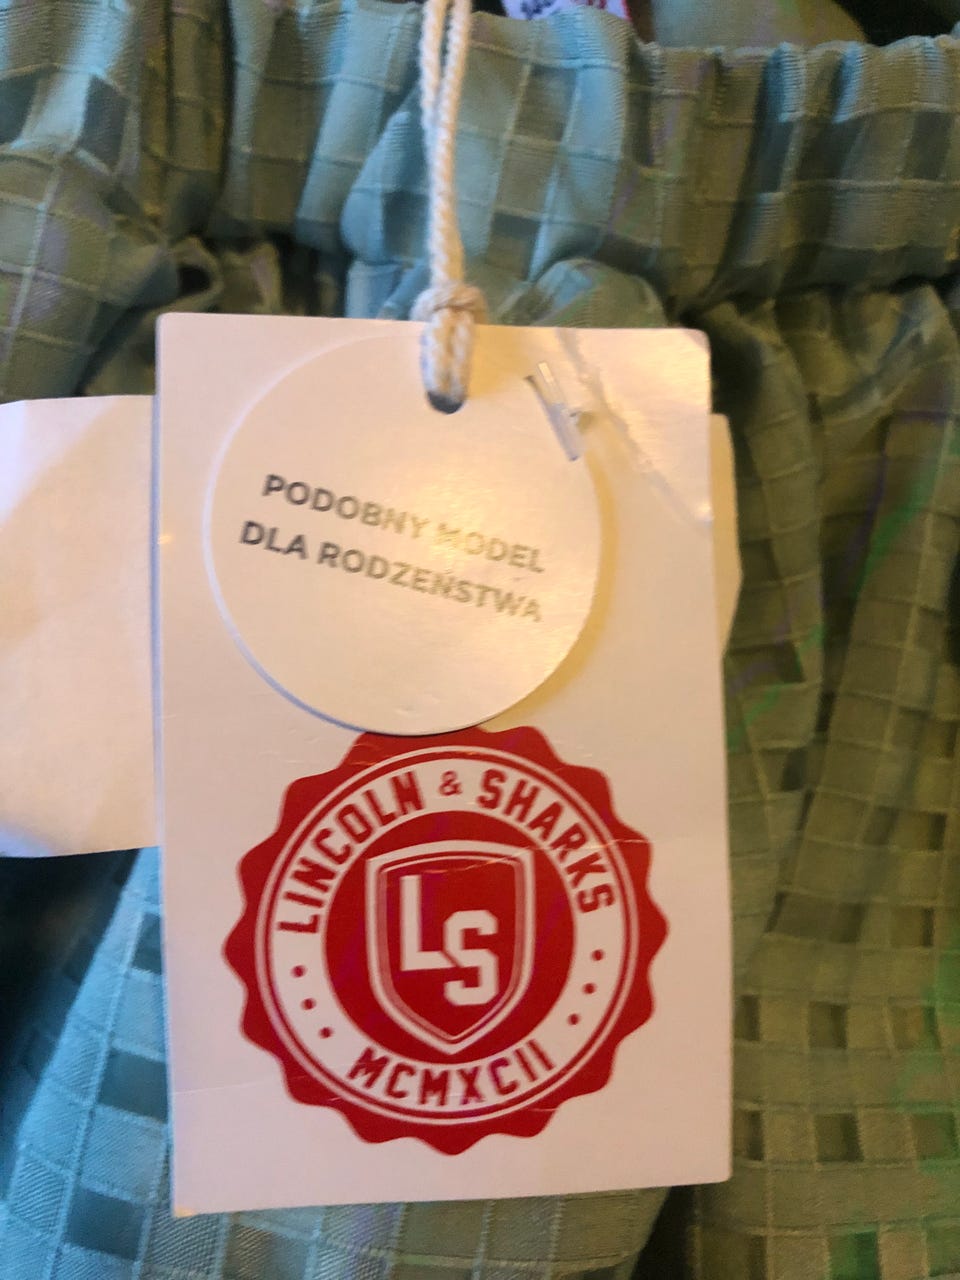 PODOBNY MODEL
DLA RODZEŃSTWA
LINCOLN & SHARKS
LS
MCMXCII